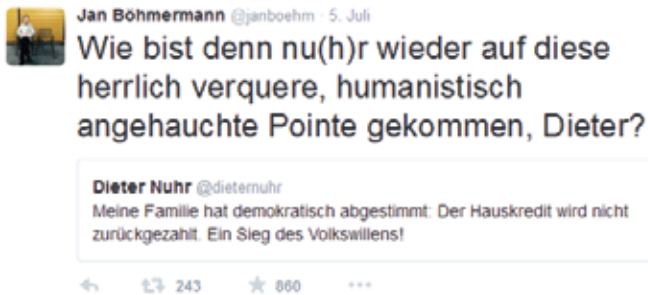 Jan Böhmermann @janboehm · 5. Juli
Wie bist denn nu(h)r wieder auf diese
herrlich verquere, humanistisch
angehauchte Pointe gekommen, Dieter?
Dieter Nuhr @dieternuhr
Meine Familie hat demokratisch abgestimmt: Der Hauskredit wird nicht
zurückgezahlt. Ein Sieg des Volkswillens!
243 860